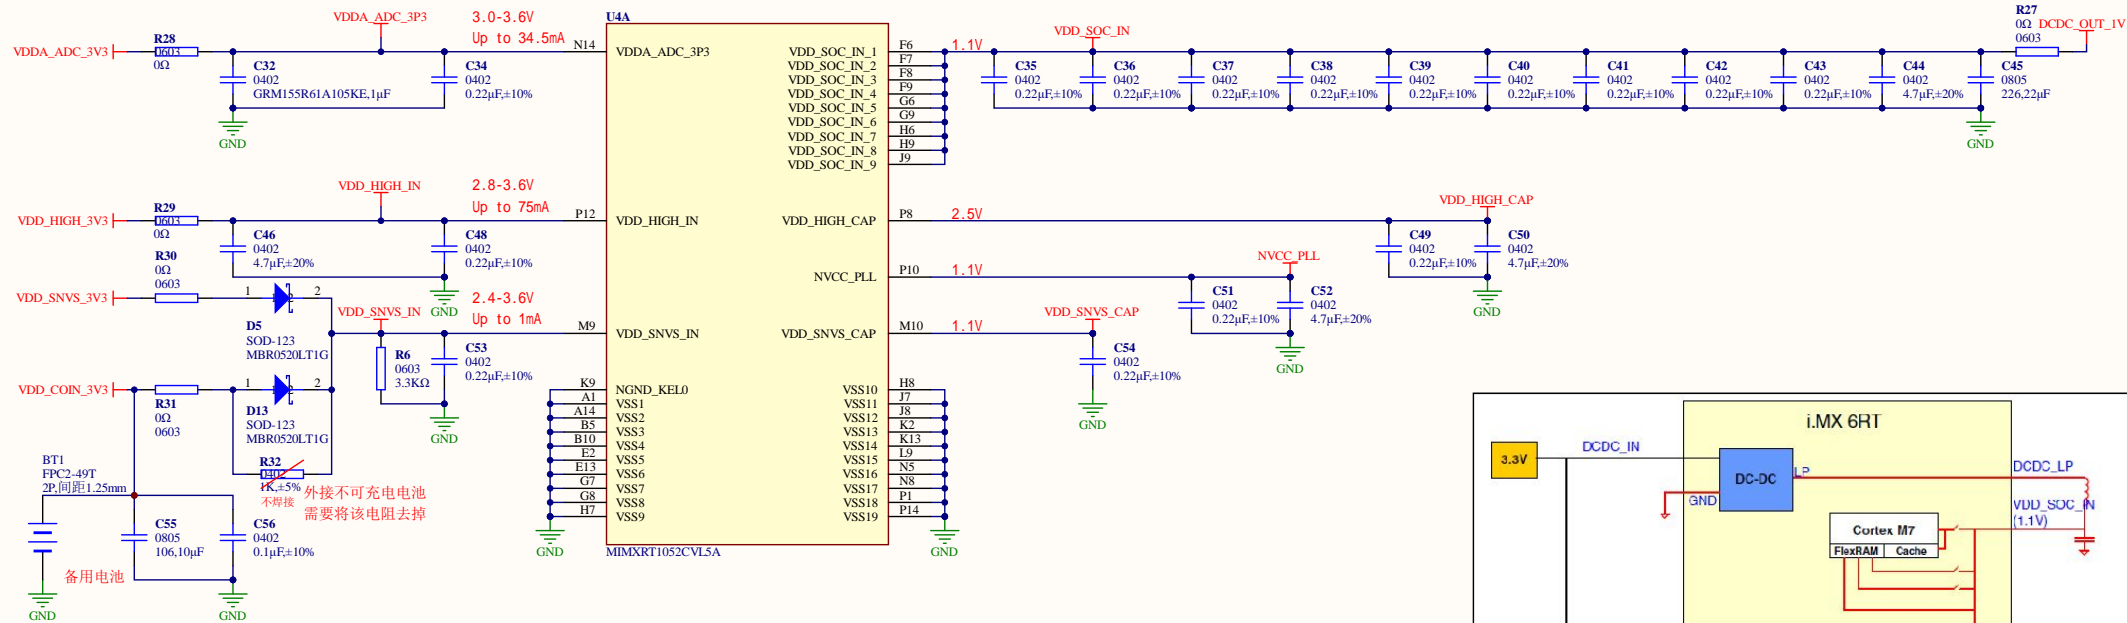 VDDA_ADC_3V3
R28
0603
0Ω
VDDA_ADC_3P3
3.0-3.6V
Up to 34.5mA
N14
C32
0402
GRM155R61A105KE,1μF
C34
0402
0.22μF,±10%
GND
U4A
VDDA_ADC_3P3
VDD_SOC_IN_1
VDD_SOC_IN_2
VDD_SOC_IN_3
VDD_SOC_IN_4
VDD_SOC_IN_5
VDD_SOC_IN_6
VDD_SOC_IN_7
VDD_SOC_IN_8
VDD_SOC_IN_9
F6
F7
F8
F9
G6
G9
H6
H9
J9
1.1V
VDD_SOC_IN
C35
0402
0.22μF,±10%
C36
0402
0.22μF,±10%
C37
0402
0.22μF,±10%
C38
0402
0.22μF,±10%
C39
0402
0.22μF,±10%
C40
0402
0.22μF,±10%
C41
0402
0.22μF,±10%
C42
0402
0.22μF,±10%
C43
0402
0.22μF,±10%
C44
0402
4.7μF,±20%
C45
0805
226,22μF
GND
R27
0Ω
0603
DCDC_OUT_1V
VDD_HIGH_3V3
R29
0603
0Ω
VDD_HIGH_IN
2.8-3.6V
Up to 75mA
P12
VDD_HIGH_IN
C46
0402
4.7μF,±20%
C48
0402
0.22μF,±10%
GND
VDD_HIGH_CAP
P8
2.5V
VDD_HIGH_CAP
C49
0402
0.22μF,±10%
C50
0402
4.7μF,±20%
GND
NVCC_PLL
P10
1.1V
NVCC_PLL
C51
0402
0.22μF,±10%
C52
0402
4.7μF,±20%
GND
R30
0Ω
0603
VDD_SNVS_3V3
1
2
D5
SOD-123
MBR0520LT1G
VDD_SNVS_IN
2.4-3.6V
Up to 1mA
M9
VDD_SNVS_IN
R6
0603
3.3KΩ
C53
0402
0.22μF,±10%
GND
VDD_SNVS_CAP
M10
1.1V
VDD_SNVS_CAP
C54
0402
0.22μF,±10%
GND
VDD_COIN_3V3
R31
0Ω
0603
1
2
D13
SOD-123
MBR0520LT1G
R32
0402
1K,±5%
不焊接
外接不可充电电池
需要将该电阻去掉
BT1
FPC2-49T
2P,间距1.25mm
C55
0805
106,10μF
C56
0402
0.1μF,±10%
备用电池
GND
GND
K9
A1
A14
B5
B10
E2
E13
G7
G8
H7
NGND_KEL0
VSS1
VSS2
VSS3
VSS4
VSS5
VSS6
VSS7
VSS8
VSS9
GND
VSS10
VSS11
VSS12
VSS13
VSS14
VSS15
VSS16
VSS17
VSS18
VSS19
H8
J7
J8
K2
K13
L9
N5
N8
P1
P14
GND
MIMXRT1052CVL5A
i.MX 6RT
3.3V
DCDC_IN
DC-DC
LP
GND
DCDC_LP
VDD_SOC_IN
(1.1V)
Cortex M7
FlexRAM
Cache